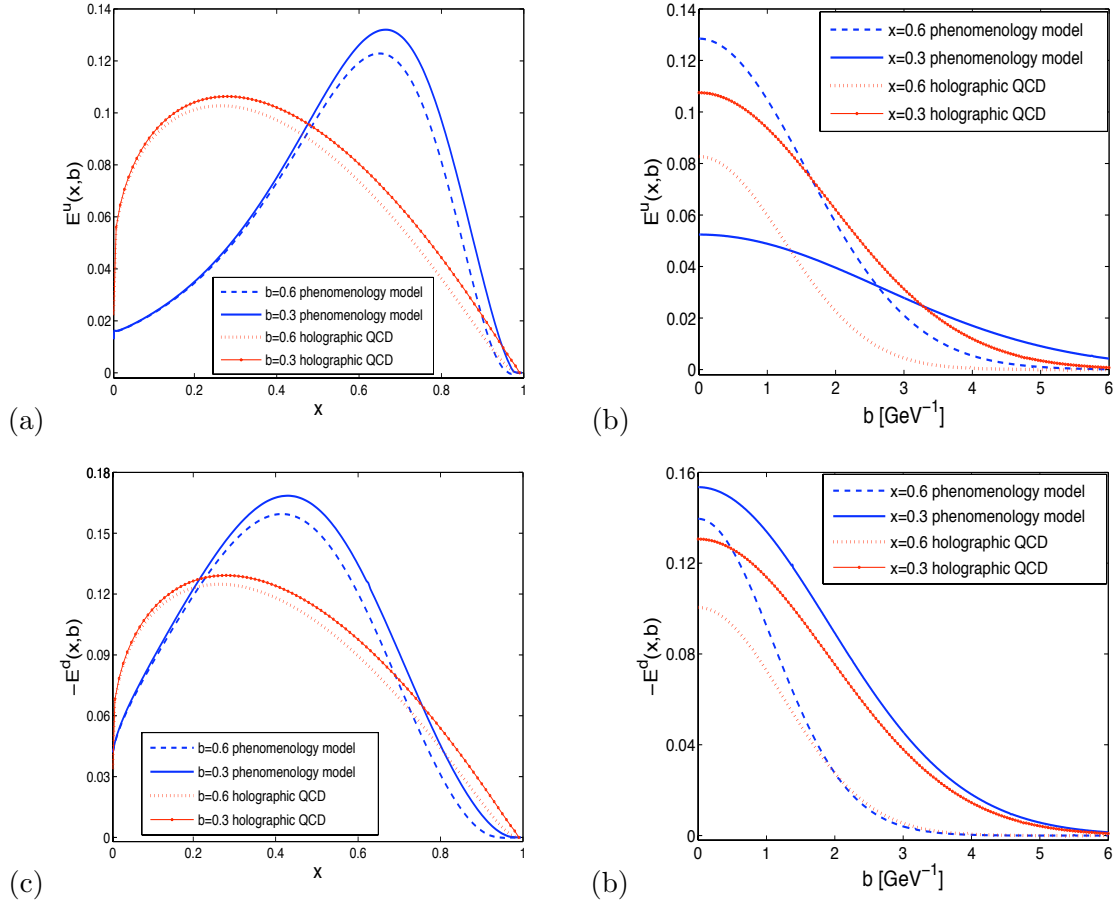 0.14
0.12
0.1
0.08
0.06
0.04
0.02
0
E^u(x,b)
b=0.6 phenomenology model
b=0.3 phenomenology model
b=0.6 holographic QCD
b=0.3 holographic QCD
0 0.2 0.4 0.6 0.8 1
x
(a)
0.14
0.12
0.1
0.08
0.06
0.04
0.02
0
E^u(x,b)
x=0.6 phenomenology model
x=0.3 phenomenology model
x=0.6 holographic QCD
x=0.3 holographic QCD
0 1 2 3 4 5 6
b [GeV^-1]
(b)
0.18
0.15
0.12
0.09
0.06
0.03
0
−E^d(x,b)
b=0.6 phenomenology model
b=0.3 phenomenology model
b=0.6 holographic QCD
b=0.3 holographic QCD
0 0.2 0.4 0.6 0.8 1
x
(c)
0.16
0.12
0.08
0.04
0
−E^d(x,b)
x=0.6 phenomenology model
x=0.3 phenomenology model
x=0.6 holographic QCD
x=0.3 holographic QCD
0 1 2 3 4 5 6
b [GeV^-1]
(b)